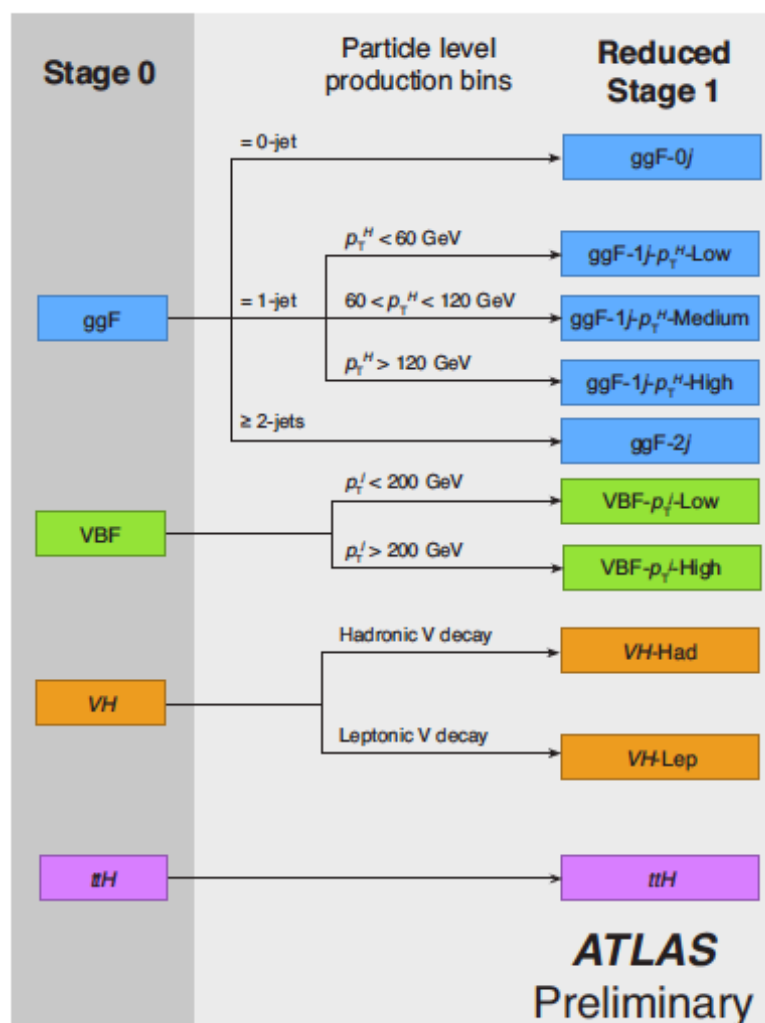 Stage 0
Particle level
production bins
Reduced
Stage 1
= 0-jet
ggF-0j
p_T^H < 60 GeV
ggF-1j-p_T^H-Low
ggF
= 1-jet
60 < p_T^H < 120 GeV
ggF-1j-p_T^H-Medium
p_T^H > 120 GeV
ggF-1j-p_T^H-High
≥ 2-jets
ggF-2j
VBF
p_T^j < 200 GeV
VBF-p_T^j-Low
p_T^j > 200 GeV
VBF-p_T^j-High
VH
Hadronic V decay
VH-Had
Leptonic V decay
VH-Lep
ttH
ttH
ATLAS
Preliminary